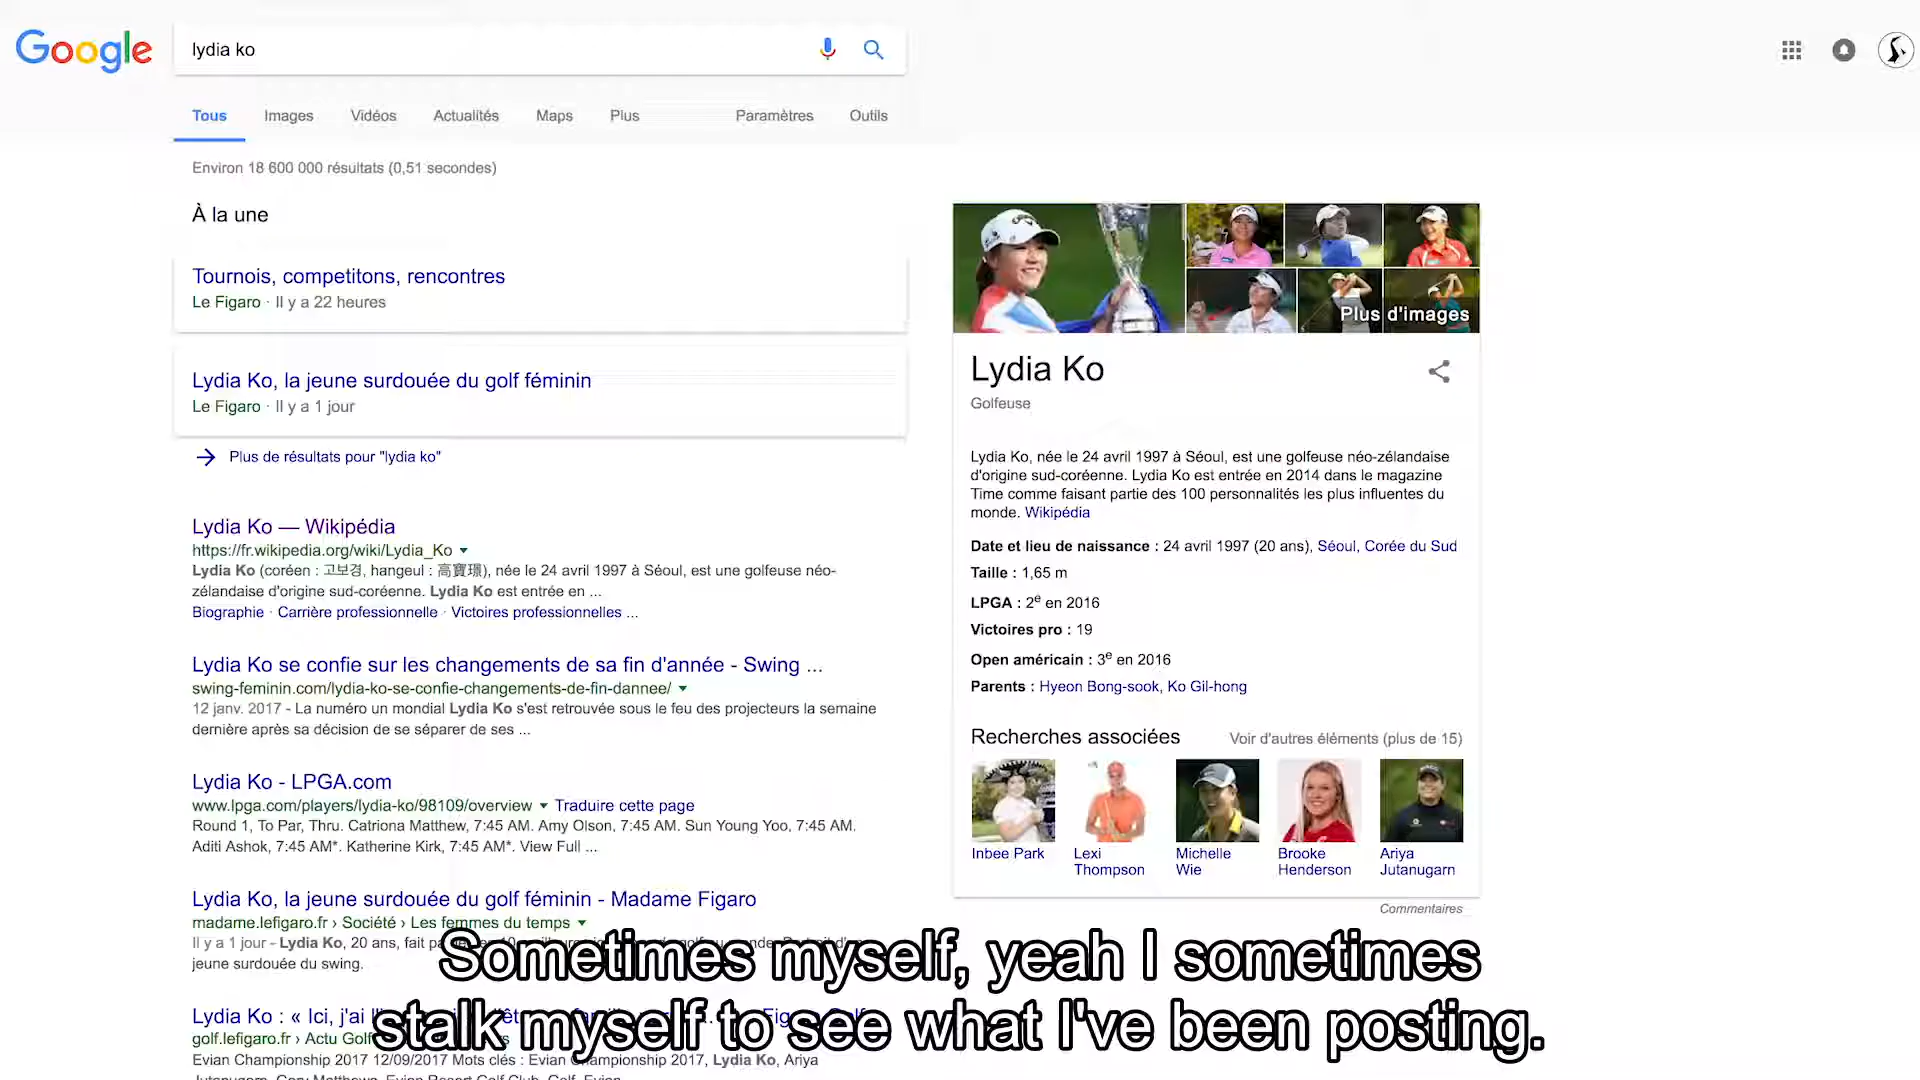 Google
lydia ko
Tous Images Vidéos Actualités Maps Plus Paramètres Outils
Environ 18 600 000 résultats (0,51 secondes)
À la une
Tournois, competitons, rencontres
Le Figaro · Il y a 22 heures
Lydia Ko, la jeune surdouée du golf féminin
Le Figaro · Il y a 1 jour
Plus de résultats pour "lydia ko"
Lydia Ko — Wikipédia
https://fr.wikipedia.org/wiki/Lydia_Ko
Lydia Ko (coréen : 고보경, hangeul : 高寶璟), née le 24 avril 1997 à Séoul, est une golfeuse néo-
zélandaise d'origine sud-coréenne. Lydia Ko est entrée en ...
Biographie · Carrière professionnelle · Victoires professionnelles ...
Lydia Ko se confie sur les changements de sa fin d'année - Swing ...
swing-feminin.com/lydia-ko-se-confie-changements-de-fin-dannee/
12 janv. 2017 - La numéro un mondial Lydia Ko s'est retrouvée sous le feu des projecteurs la semaine
dernière après sa décision de se séparer de ses ...
Lydia Ko - LPGA.com
www.lpga.com/players/lydia-ko/98109/overview Traduire cette page
Round 1, To Par, Thru. Catriona Matthew, 7:45 AM. Amy Olson, 7:45 AM. Sun Young Yoo, 7:45 AM.
Aditi Ashok, 7:45 AM*. Katherine Kirk, 7:45 AM*. View Full ...
Lydia Ko, la jeune surdouée du golf féminin - Madame Figaro
madame.lefigaro.fr › Société › Les femmes du temps
Il y a 1 jour - Lydia Ko, 20 ans, fait
jeune surdouée du swing.
Lydia Ko : « Ici, j'ai
golf.lefigaro.fr › Actu Golf
Evian Championship 2017 12/09/2017 Mots clés : Evian Championship 2017, Lydia Ko, Ariya
Plus d'images
Lydia Ko
Golfeuse
Lydia Ko, née le 24 avril 1997 à Séoul, est une golfeuse néo-zélandaise
d'origine sud-coréenne. Lydia Ko est entrée en 2014 dans le magazine
Time comme faisant partie des 100 personnalités les plus influentes du
monde. Wikipédia
Date et lieu de naissance : 24 avril 1997 (20 ans), Séoul, Corée du Sud
Taille : 1,65 m
LPGA : 2e en 2016
Victoires pro : 19
Open américain : 3e en 2016
Parents : Hyeon Bong-sook, Ko Gil-hong
Recherches associées Voir d'autres éléments (plus de 15)
Inbee Park
Lexi
Thompson
Michelle
Wie
Brooke
Henderson
Ariya
Jutanugarn
Commentaires
Sometimes myself, yeah I sometimes
stalk myself to see what I've been posting.